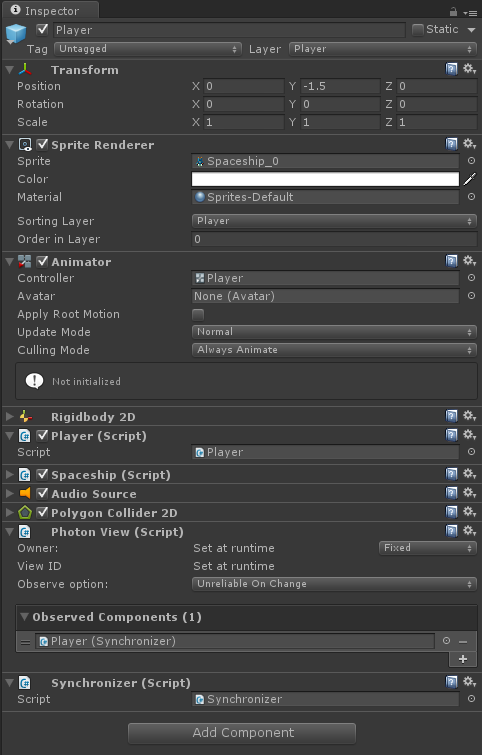 Inspector
Player Static
Tag Untagged Layer Player
Transform
Position X 0 Y -1.5 Z 0
Rotation X 0 Y 0 Z 0
Scale X 1 Y 1 Z 1
Sprite Renderer
Sprite Spaceship_0
Color
Material Sprites-Default
Sorting Layer Player
Order in Layer 0
Animator
Controller Player
Avatar None (Avatar)
Apply Root Motion
Update Mode Normal
Culling Mode Always Animate
Not initialized
Rigidbody 2D
Player (Script)
Script Player
Spaceship (Script)
Audio Source
Polygon Collider 2D
Photon View (Script)
Owner: Set at runtime Fixed
View ID Set at runtime
Observe option: Unreliable On Change
Observed Components (1)
Player (Synchronizer)
Synchronizer (Script)
Script Synchronizer
Add Component